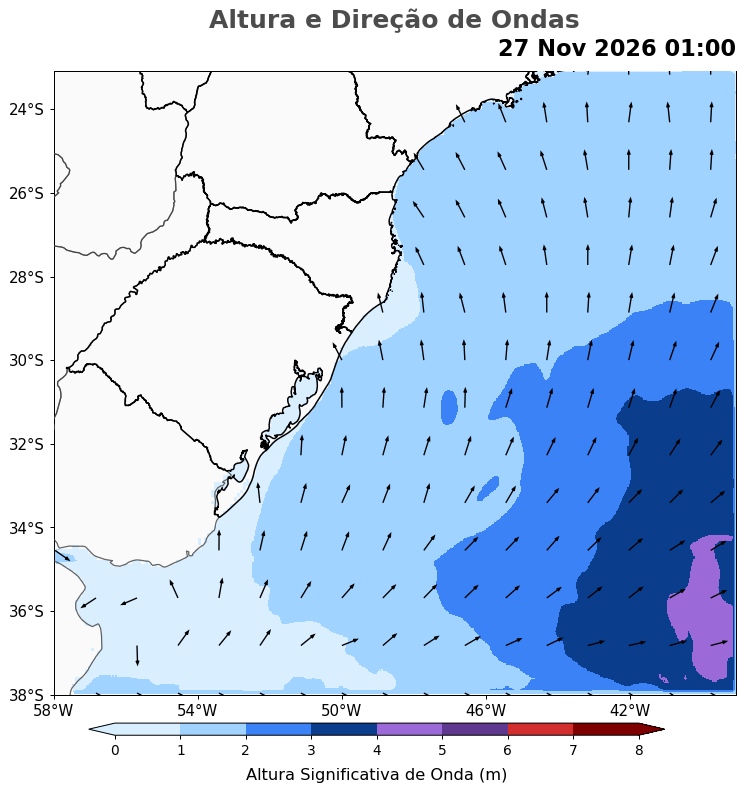 Altura e Direção de Ondas
27 Nov 2026 01:00
24°S
26°S
28°S
30°S
32°S
34°S
36°S
38°S
58°W 54°W 50°W 46°W 42°W
0 1 2 3 4 5 6 7 8
Altura Significativa de Onda (m)